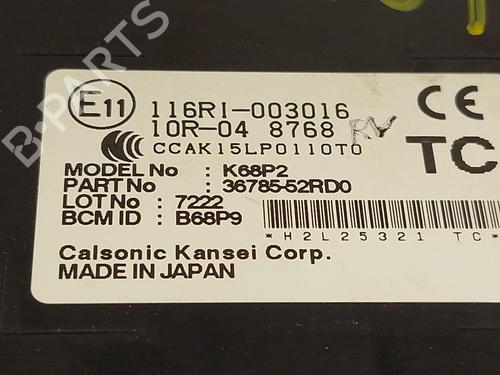 B-PARTS
E11 116RI-003016
10R-04 8768 RV
CCAK15LP0110T0
MODEL No : K68P2
PART No : 36785-52RD0
LOT No : 7222
BCM ID : B68P9
Calsonic Kansei Corp.
MADE IN JAPAN
CE
TC
*H2L25321 TC*